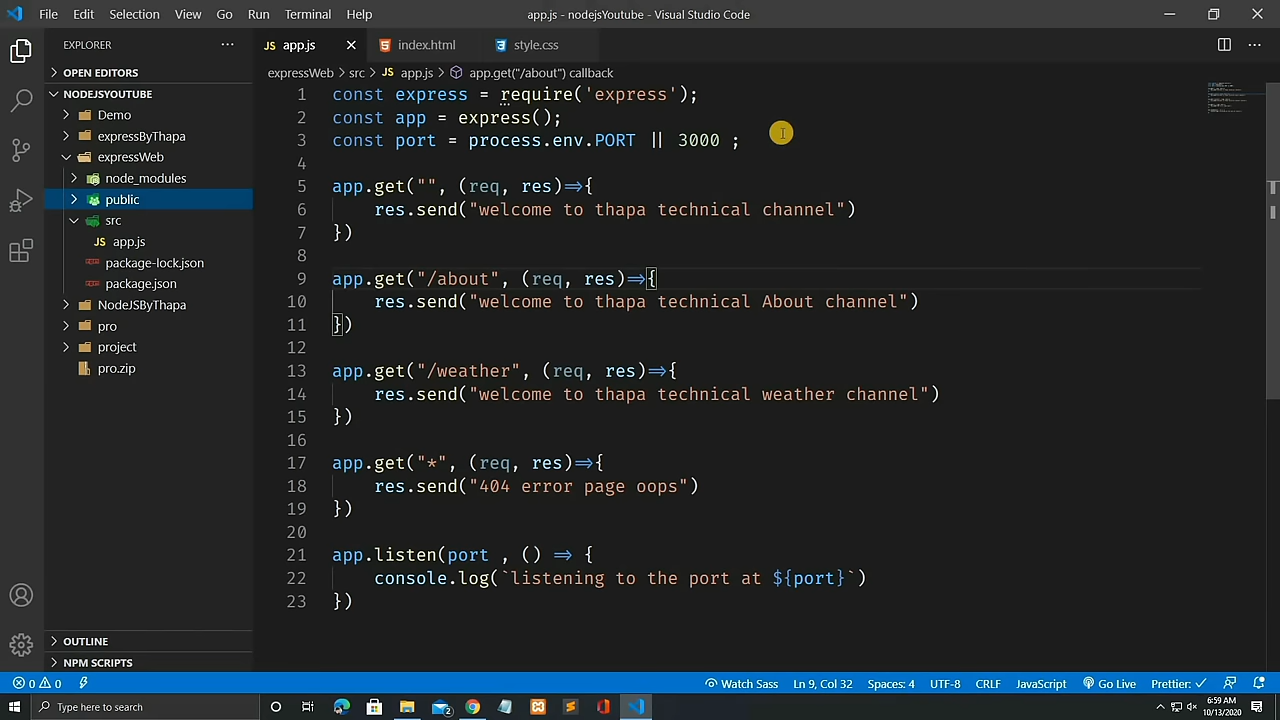 File Edit Selection View Go Run Terminal Help
app.js - nodejsYoutube - Visual Studio Code
EXPLORER
JS app.js
index.html
style.css
OPEN EDITORS
expressWeb > src > JS app.js > app.get("/about") callback
NODEJSYOUTUBE
Demo
expressByThapa
expressWeb
node_modules
public
src
JS app.js
package-lock.json
package.json
NodeJSByThapa
pro
project
pro.zip
OUTLINE
NPM SCRIPTS
1 const express = require('express');
2 const app = express();
3 const port = process.env.PORT || 3000 ;
4
5 app.get("", (req, res)=>{
6 res.send("welcome to thapa technical channel")
7 })
8
9 app.get("/about", (req, res)=>{
10 res.send("welcome to thapa technical About channel")
11 })
12
13 app.get("/weather", (req, res)=>{
14 res.send("welcome to thapa technical weather channel")
15 })
16
17 app.get("*", (req, res)=>{
18 res.send("404 error page oops")
19 })
20
21 app.listen(port , () => {
22 console.log(`listening to the port at ${port}`)
23 })
0 0 Watch Sass Ln 9, Col 32 Spaces: 4 UTF-8 CRLF JavaScript Go Live Prettier: ✓
Type here to search
6:59 AM
10/13/2020